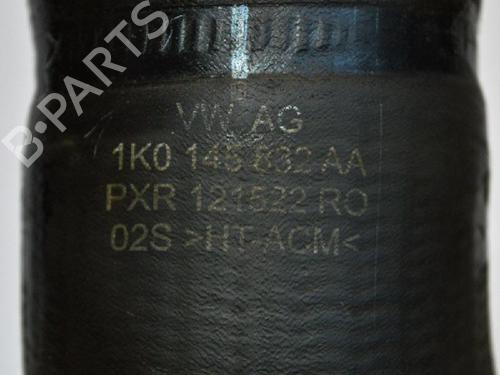 B-PARTS
VW AG
1K0 145 832 AA
PXR 121522 RO
02S >HT-ACM<